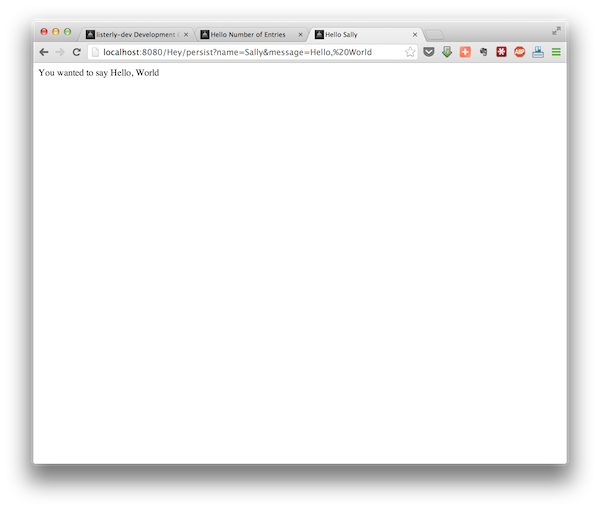 listerly-dev Development
Hello Number of Entries
Hello Sally
localhost:8080/Hey/persist?name=Sally&message=Hello,%20World
You wanted to say Hello, World